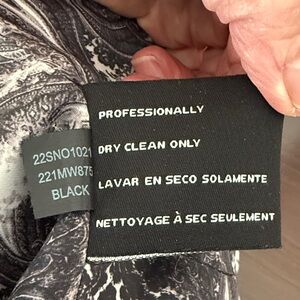 PROFESSIONALLY
DRY CLEAN ONLY
LAVAR EN SECO SOLAMENTE
NETTOYAGE À SEC SEULEMENT
22SNO1021
221MW875
BLACK